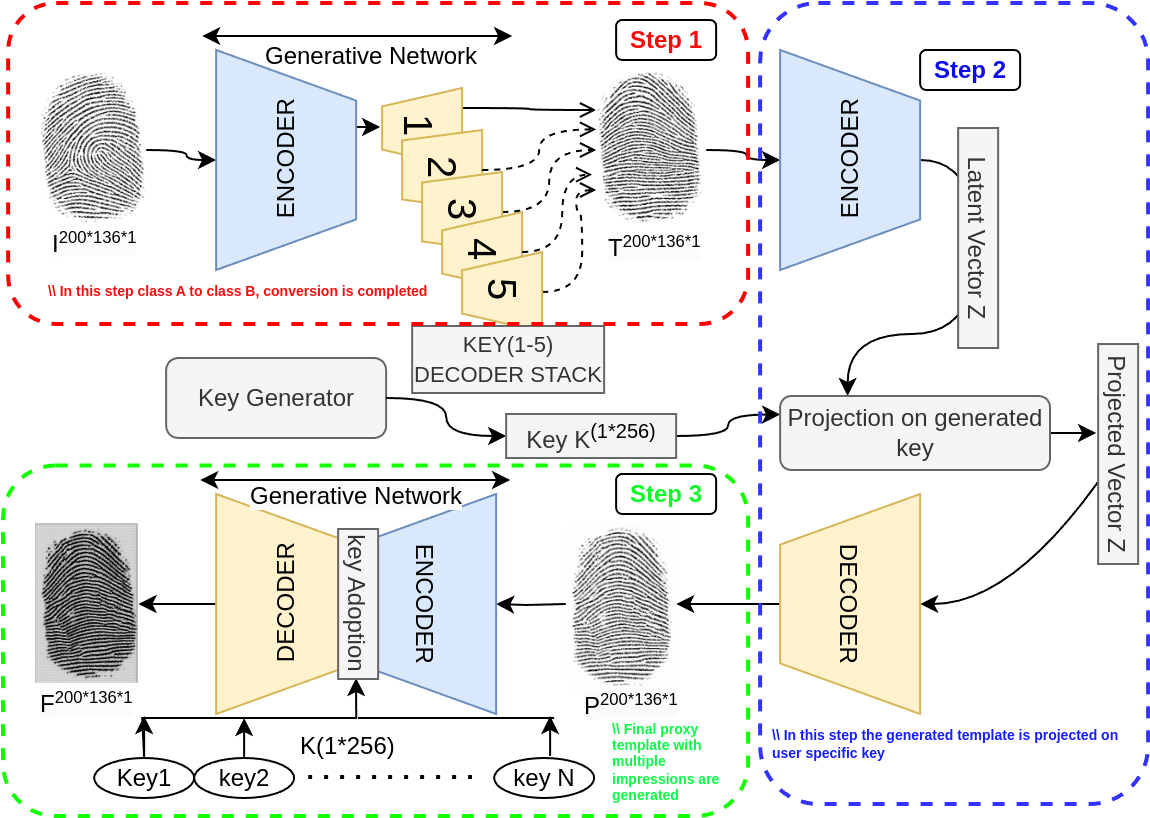 Generative Network
Step 1
ENCODER
1
2
3
4
5
I200*136*1
T200*136*1
\\ In this step class A to class B, conversion is completed
KEY(1-5)
DECODER STACK
Step 2
ENCODER
Latent Vector Z
Key Generator
Key K(1*256)
Projection on generated
key
Projected Vector Z
DECODER
\\ In this step the generated template is projected on
user specific key
Generative Network
Step 3
DECODER
key Adoption
ENCODER
F200*136*1
P200*136*1
K(1*256)
Key1
key2
key N
\\ Final proxy
template with
multiple
impressions are
generated